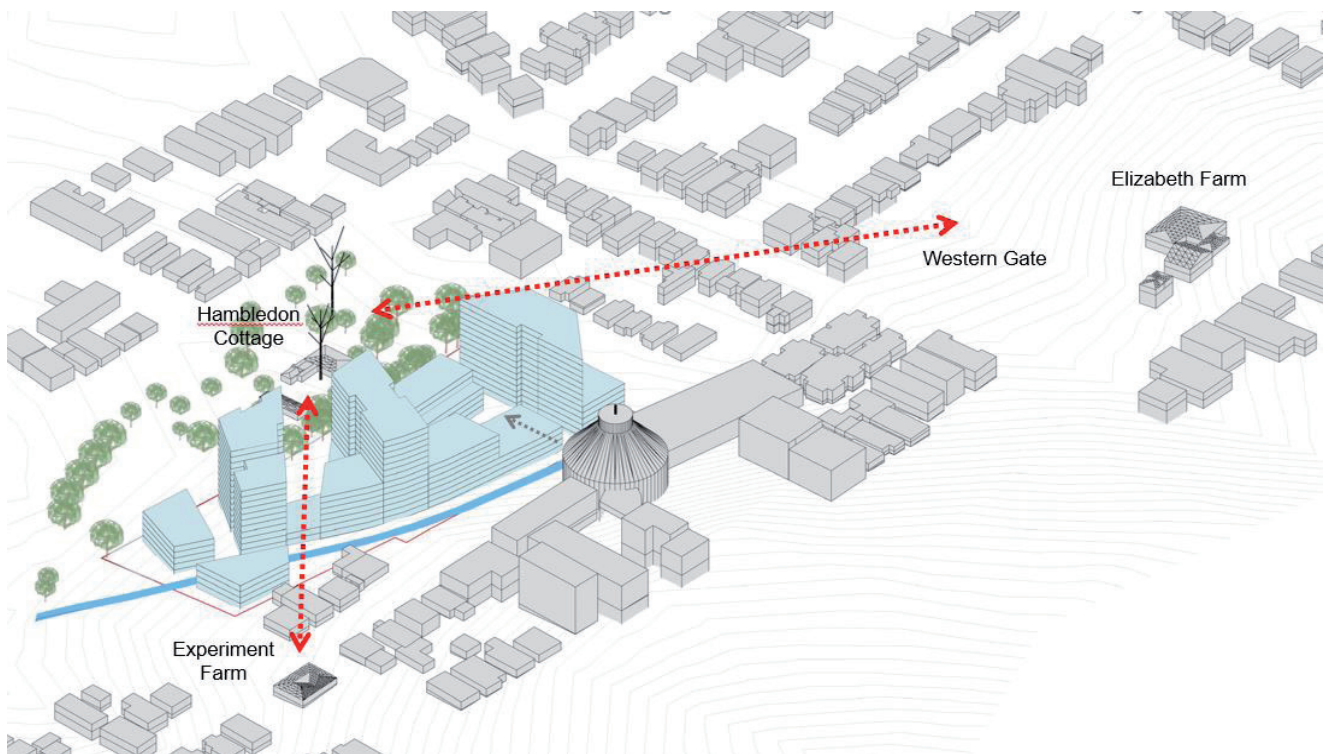 Elizabeth Farm
Western Gate
Hambledon
Cottage
Experiment
Farm